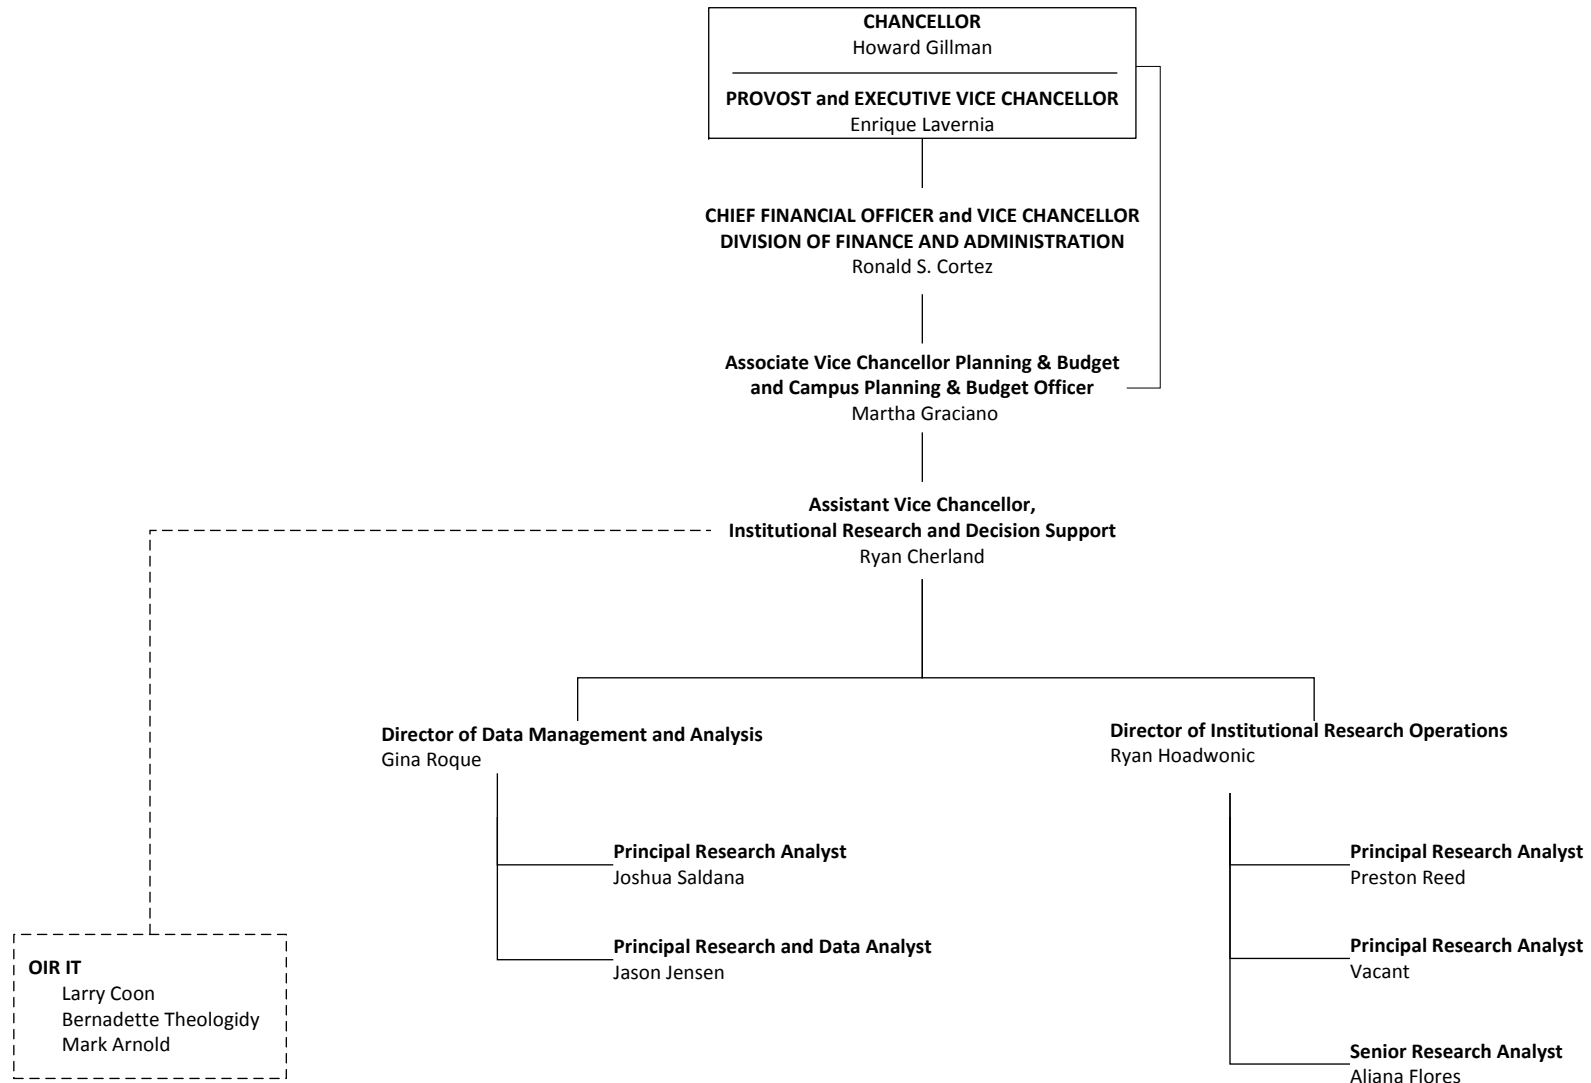 CHANCELLOR
Howard Gillman
PROVOST and EXECUTIVE VICE CHANCELLOR
Enrique Lavernia
CHIEF FINANCIAL OFFICER and VICE CHANCELLOR
DIVISION OF FINANCE AND ADMINISTRATION
Ronald S. Cortez
Associate Vice Chancellor Planning & Budget
and Campus Planning & Budget Officer
Martha Graciano
Assistant Vice Chancellor,
Institutional Research and Decision Support
Ryan Cherland
Director of Data Management and Analysis
Gina Roque
Principal Research Analyst
Joshua Saldana
Principal Research and Data Analyst
Jason Jensen
Director of Institutional Research Operations
Ryan Hoadwonic
Principal Research Analyst
Preston Reed
Principal Research Analyst
Vacant
Senior Research Analyst
Aliana Flores
OIR IT
Larry Coon
Bernadette Theologidy
Mark Arnold